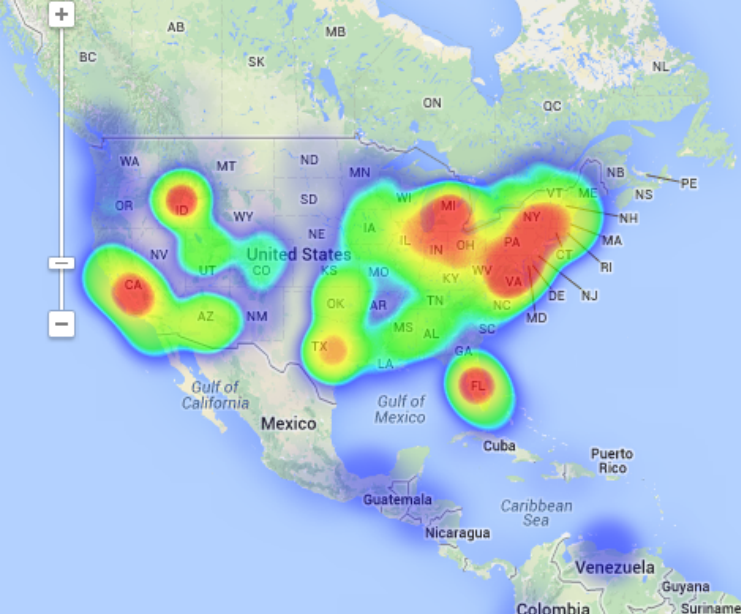 +
AB
MB
BC
SK
NL
ON
QC
WA
MT
ND
MN
NB
PE
OR
ID
WY
SD
WI
MI
VT
ME
NS
NH
NV
NE
IA
IL
IN
OH
PA
NY
MA
CT
RI
United States
UT
CO
KS
MO
KY
WV
VA
DE
NJ
CA
AZ
NM
OK
AR
TN
NC
MD
−
TX
MS
AL
SC
LA
GA
Gulf of
California
Gulf of
Mexico
FL
Mexico
Cuba
Puerto
Rico
Guatemala
Caribbean
Sea
Nicaragua
Venezuela
Guyana
Colombia
Suriname